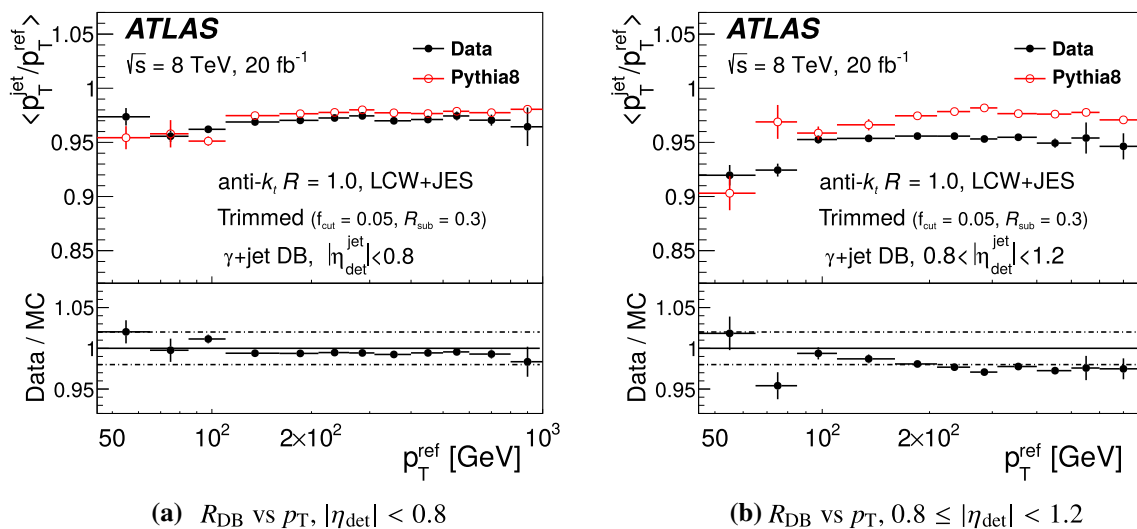 ATLAS
√s = 8 TeV, 20 fb⁻¹
Data
Pythia8
anti-kₜ R = 1.0, LCW+JES
Trimmed (f_cut = 0.05, R_sub = 0.3)
γ+jet DB, |η_det^jet|<0.8
<p_T^jet/p_T^ref>
1.05
1
0.95
0.9
0.85
Data / MC
1.05
1
0.95
50 10² 2×10² 10³
p_T^ref [GeV]
(a) R_DB vs p_T, |η_det| < 0.8
ATLAS
√s = 8 TeV, 20 fb⁻¹
Data
Pythia8
anti-kₜ R = 1.0, LCW+JES
Trimmed (f_cut = 0.05, R_sub = 0.3)
γ+jet DB, 0.8<|η_det^jet|<1.2
<p_T^jet/p_T^ref>
1.05
1
0.95
0.9
0.85
Data / MC
1.05
1
0.95
50 10² 2×10²
p_T^ref [GeV]
(b) R_DB vs p_T, 0.8 ≤ |η_det| < 1.2